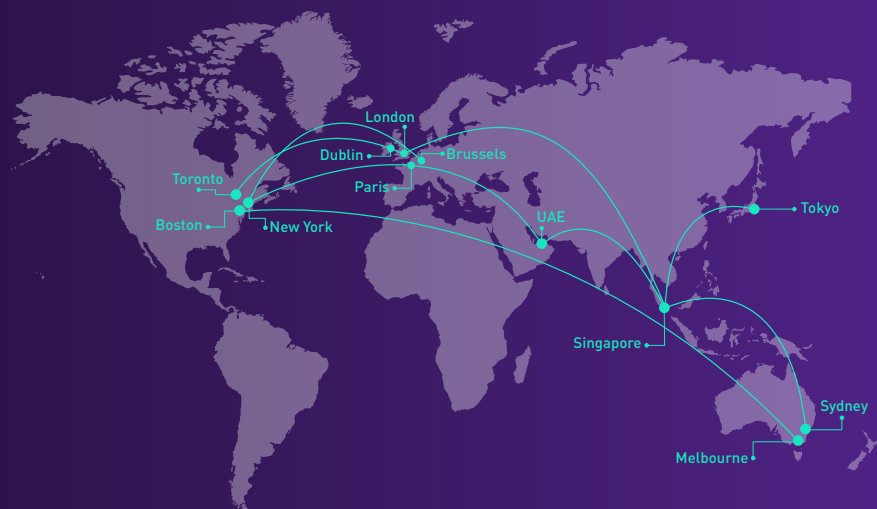 London
Dublin
Brussels
Toronto
Paris
Boston
New York
UAE
Tokyo
Singapore
Sydney
Melbourne